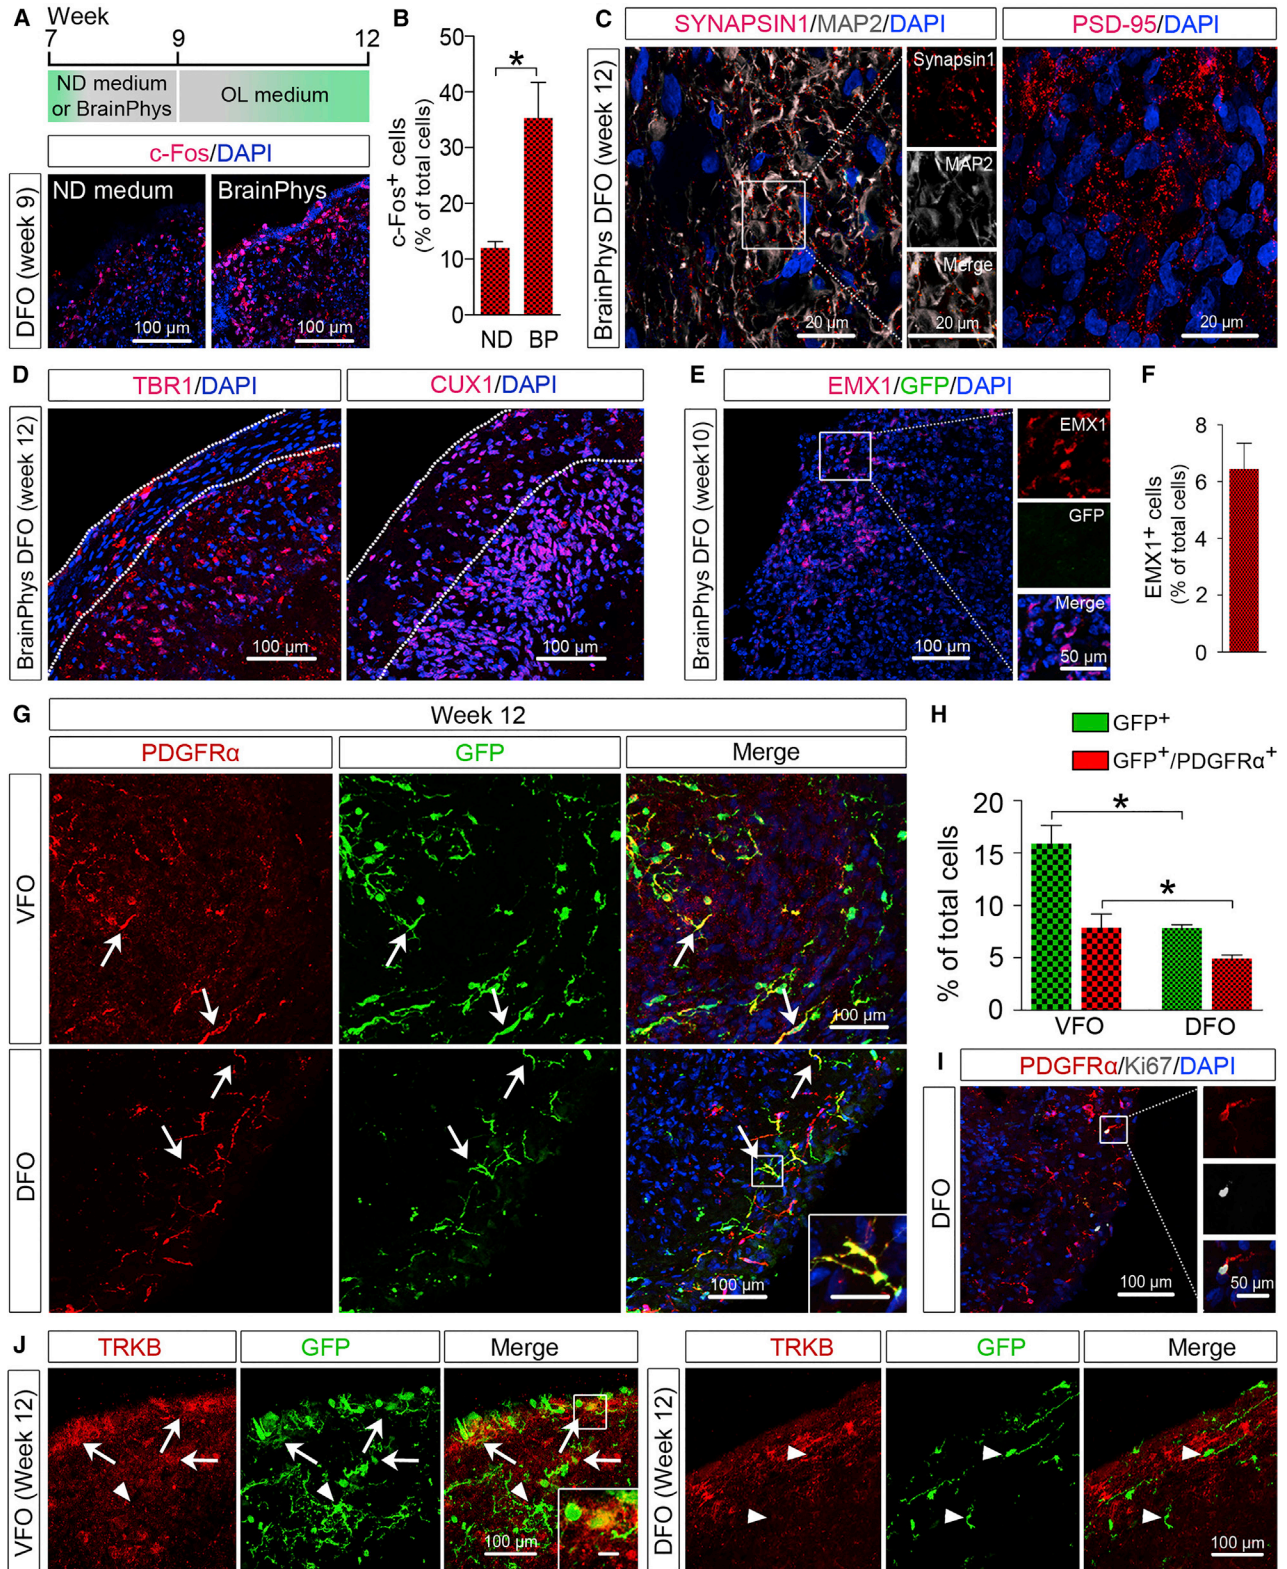 A
Week
7
9
12
ND medium
or BrainPhys
OL medium
c-Fos/DAPI
DFO (week 9)
ND medum
BrainPhys
100 µm
100 µm
B
c-Fos+ cells
(% of total cells)
50
40
30
20
10
0
*
ND
BP
C
SYNAPSIN1/MAP2/DAPI
PSD-95/DAPI
BrainPhys DFO (week 12)
Synapsin1
MAP2
Merge
20 µm
20 µm
20 µm
D
TBR1/DAPI
CUX1/DAPI
BrainPhys DFO (week 12)
100 µm
100 µm
E
EMX1/GFP/DAPI
BrainPhys DFO (week10)
EMX1
GFP
Merge
100 µm
50 µm
F
EMX1+ cells
(% of total cells)
8
6
4
2
0
G
Week 12
PDGFRα
GFP
Merge
VFO
100 µm
DFO
100 µm
H
GFP+
GFP+/PDGFRα+
% of total cells
20
15
10
5
0
*
*
VFO
DFO
I
PDGFRα/Ki67/DAPI
DFO
100 µm
50 µm
J
TRKB
GFP
Merge
TRKB
GFP
Merge
VFO (Week 12)
100 µm
DFO (Week 12)
100 µm